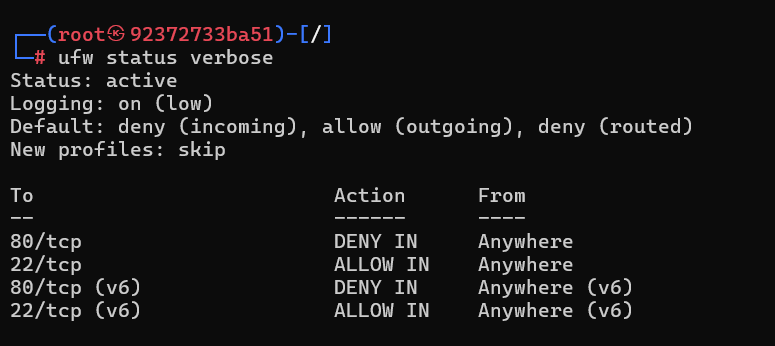 ┌──(root㉿92372733ba51)-[/]
└─# ufw status verbose
Status: active
Logging: on (low)
Default: deny (incoming), allow (outgoing), deny (routed)
New profiles: skip

To                         Action      From
--                         ------      ----
80/tcp                     DENY IN     Anywhere
22/tcp                     ALLOW IN    Anywhere
80/tcp (v6)                DENY IN     Anywhere (v6)
22/tcp (v6)                ALLOW IN    Anywhere (v6)